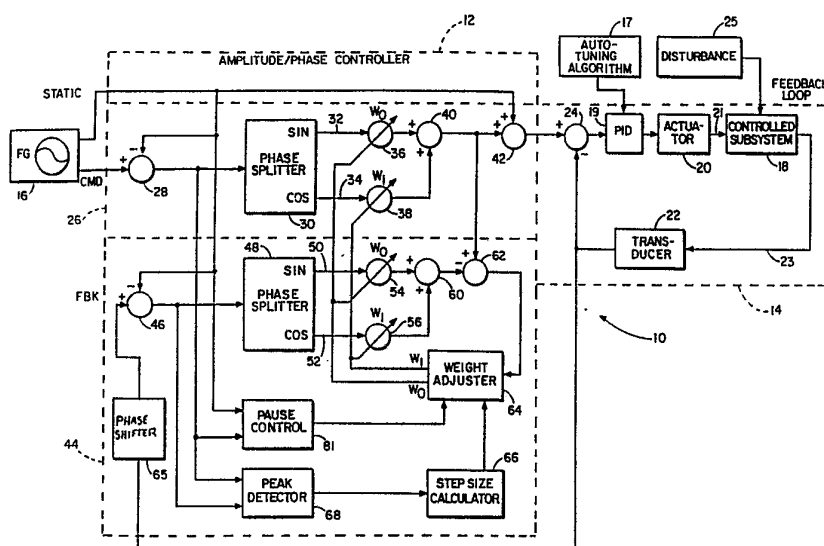 12
AMPLITUDE/PHASE CONTROLLER
17
AUTO-
TUNING
ALGORITHM
25
DISTURBANCE
FEEDBACK
LOOP
STATIC
FG
16
CMD
+
-
28
26
PHASE
SPLITTER
SIN
COS
30
32
34
W0
36
W1
38
+
+
40
+
+
42
+
-
24
19
PID
ACTUA-
TOR
20
21
CONTROLLED
SUBSYSTEM
18
22
TRANS-
DUCER
23
14
10
FBK
-
+
46
48
PHASE
SPLITTER
SIN
COS
50
52
W0
54
W1
56
+
+
60
-
+
62
W1
W0
WEIGHT
ADJUSTER
64
44
PHASE
SHIFTER
65
PAUSE
CONTROL
81
PEAK
DETECTOR
68
66
STEP SIZE
CALCULATOR